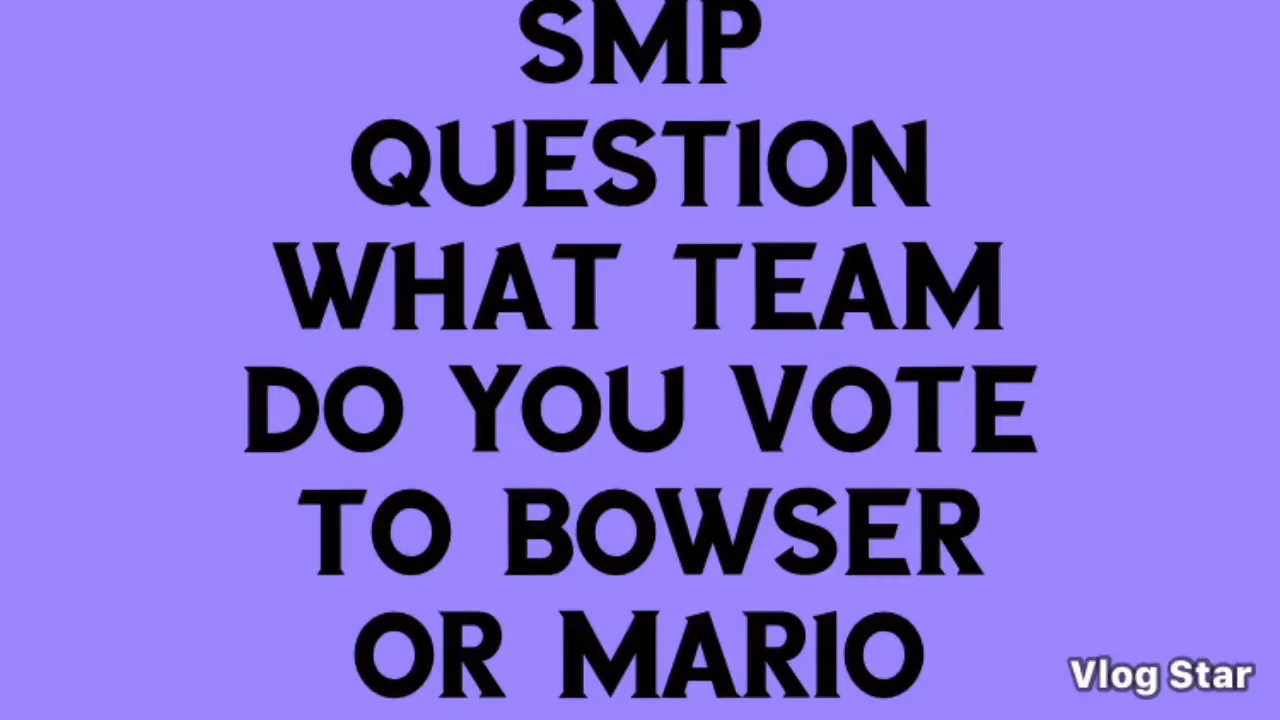 SMP
QUESTION
WHAT TEAM
DO YOU VOTE
TO BOWSER
OR MARIO
Vlog Star